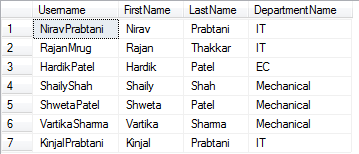 Username FirstName LastName DepartmentName
1 NiravPrabtani Nirav Prabtani IT
2 RajanMrug Rajan Thakkar IT
3 HardikPatel Hardik Patel EC
4 ShailyShah Shaily Shah Mechanical
5 ShwetaPatel Shweta Patel Mechanical
6 VartikaSharma Vartika Sharma Mechanical
7 KinjalPrabtani Kinjal Prabtani IT